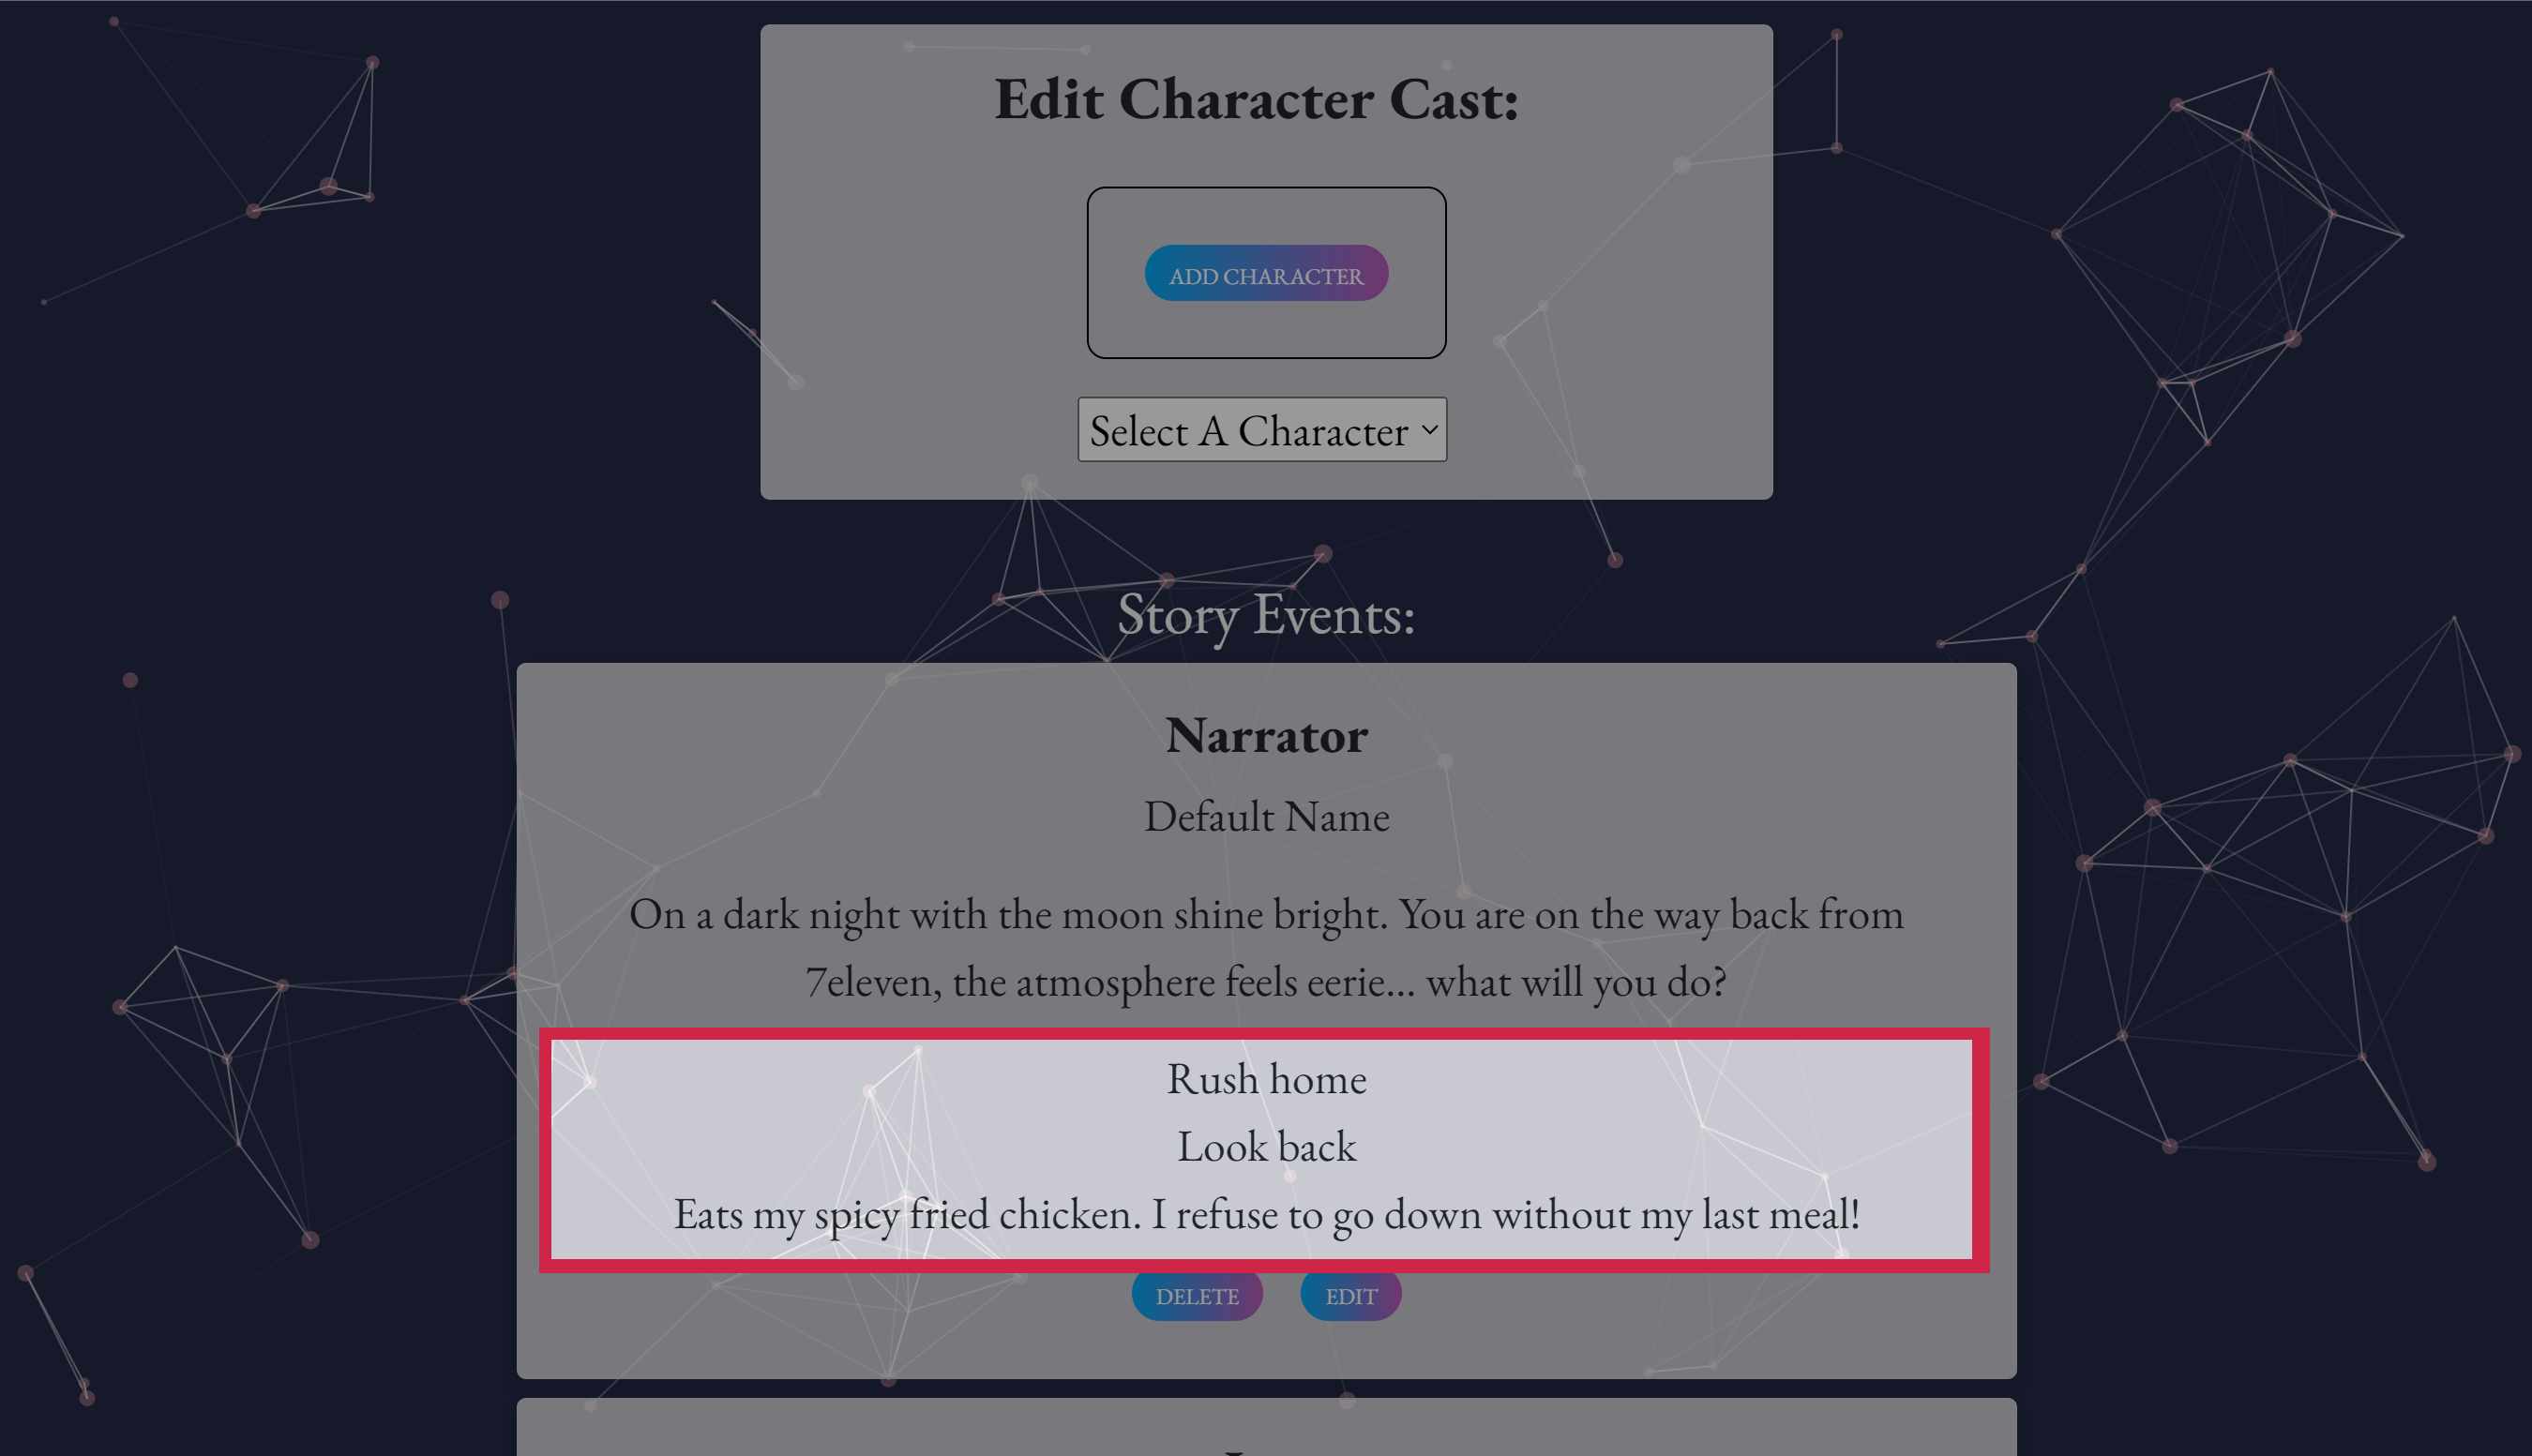 Edit Character Cast:
ADD CHARACTER
Select A Character
Story Events:
Narrator
Default Name
On a dark night with the moon shine bright. You are on the way back from
7eleven, the atmosphere feels eerie... what will you do?
Rush home
Look back
Eats my spicy fried chicken. I refuse to go down without my last meal!
DELETE EDIT